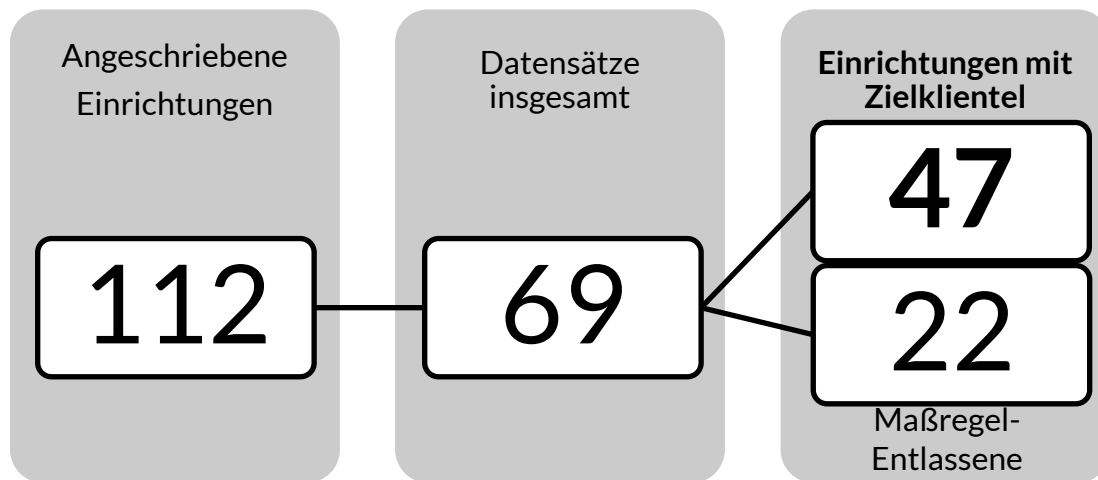 Angeschriebene
Einrichtungen
112
Datensätze
insgesamt
69
Einrichtungen mit
Zielklientel
47
22
Maßregel-
Entlassene